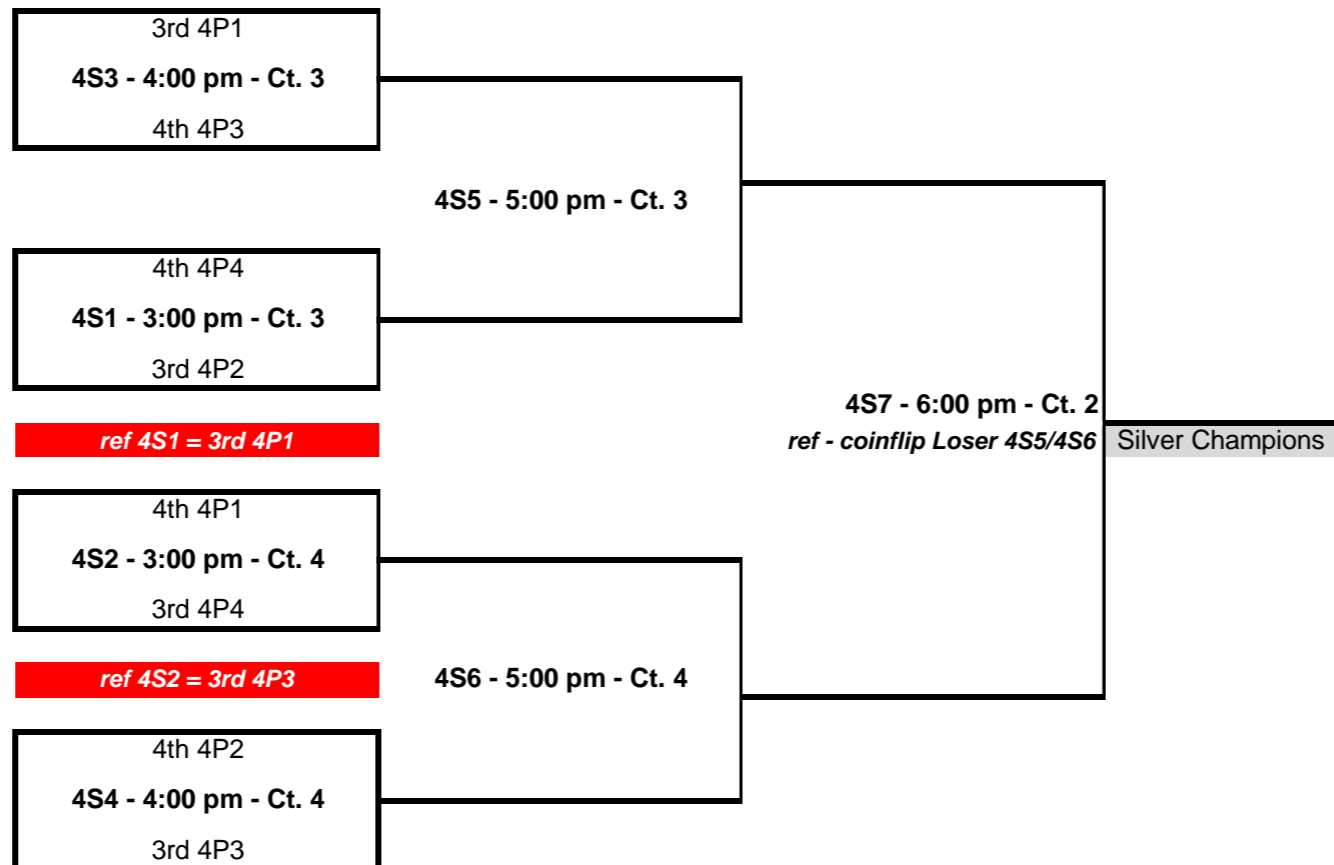 3rd 4P1
4S3 - 4:00 pm - Ct. 3
4th 4P3
4S5 - 5:00 pm - Ct. 3
4th 4P4
4S1 - 3:00 pm - Ct. 3
3rd 4P2
4S7 - 6:00 pm - Ct. 2
ref 4S1 = 3rd 4P1
ref - coinflip Loser 4S5/4S6
Silver Champions
4th 4P1
4S2 - 3:00 pm - Ct. 4
3rd 4P4
ref 4S2 = 3rd 4P3
4S6 - 5:00 pm - Ct. 4
4th 4P2
4S4 - 4:00 pm - Ct. 4
3rd 4P3